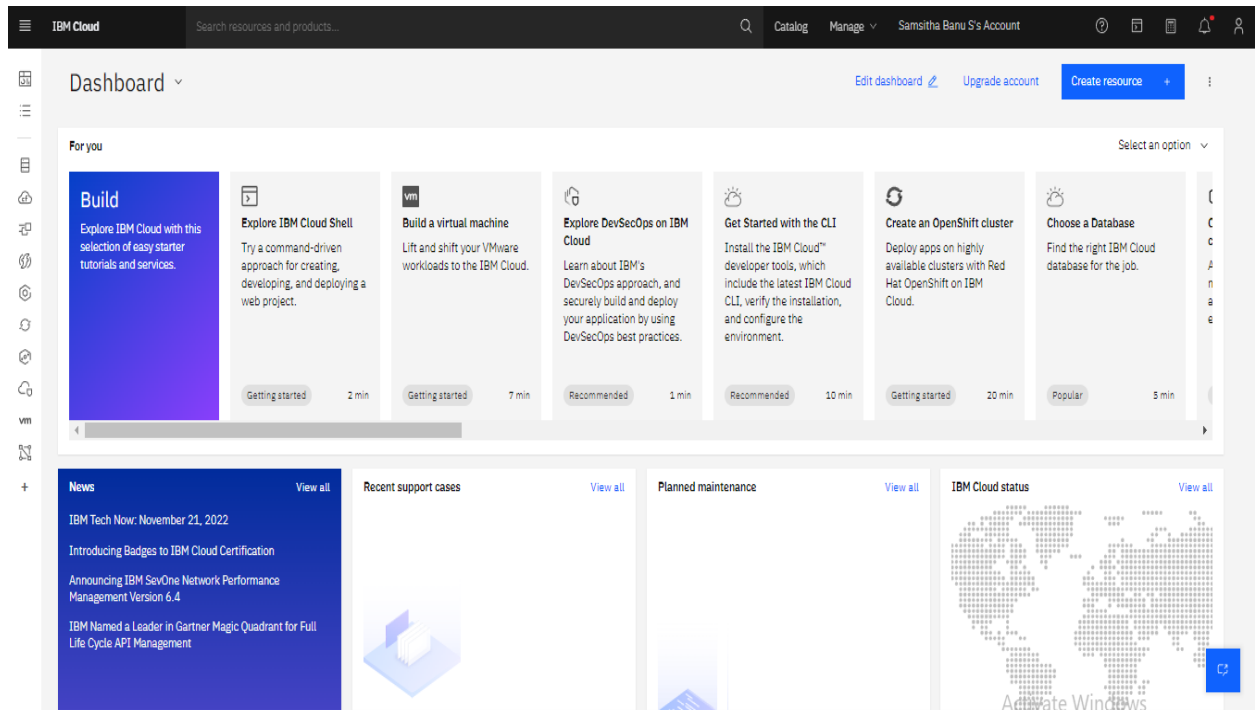 IBM Cloud
Search resources and products...
Catalog
Manage
Samsitha Banu S's Account
Dashboard
Edit dashboard
Upgrade account
Create resource +
For you
Select an option
Build
Explore IBM Cloud with this
selection of easy starter
tutorials and services.
Explore IBM Cloud Shell
Try a command-driven
approach for creating,
developing, and deploying a
web project.
Getting started
2 min
vm
Build a virtual machine
Lift and shift your VMware
workloads to the IBM Cloud.
Getting started
7 min
Explore DevSecOps on IBM
Cloud
Learn about IBM's
DevSecOps approach, and
securely build and deploy
your application by using
DevSecOps best practices.
Recommended
1 min
Get Started with the CLI
Install the IBM Cloud™
developer tools, which
include the latest IBM Cloud
CLI, verify the installation,
and configure the
environment.
Recommended
10 min
Create an OpenShift cluster
Deploy apps on highly
available clusters with Red
Hat OpenShift on IBM
Cloud.
Getting started
20 min
Choose a Database
Find the right IBM Cloud
database for the job.
Popular
5 min
vm
+
News
View all
IBM Tech Now: November 21, 2022
Introducing Badges to IBM Cloud Certification
Announcing IBM SevOne Network Performance
Management Version 6.4
IBM Named a Leader in Gartner Magic Quadrant for Full
Life Cycle API Management
Recent support cases
View all
Planned maintenance
View all
IBM Cloud status
View all
Activate Windows